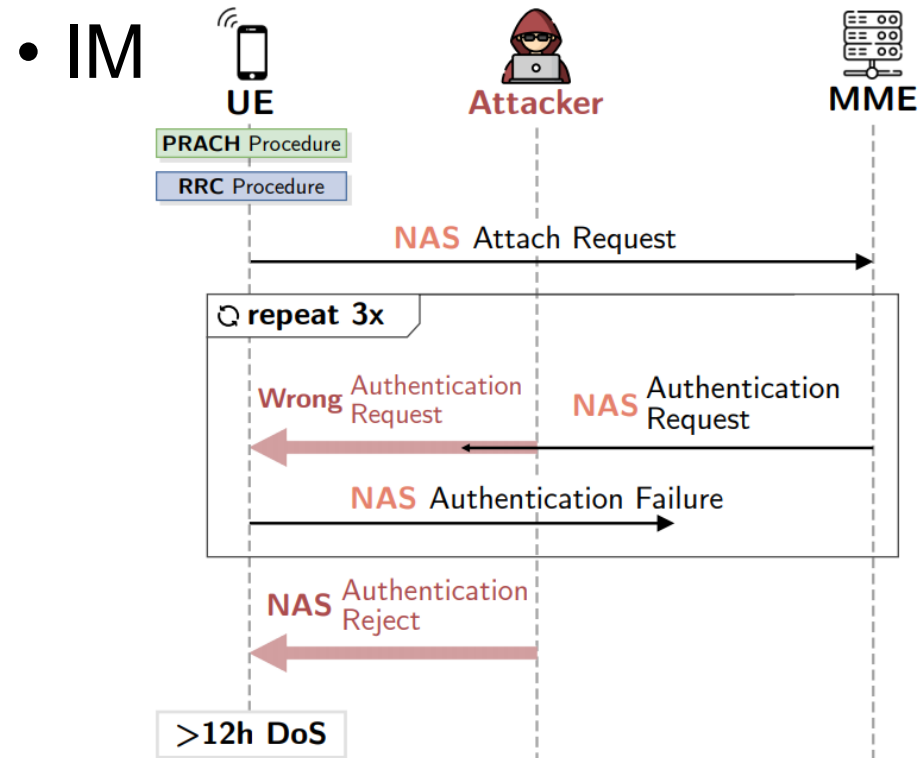 • IM
UE
Attacker
MME
PRACH Procedure
RRC Procedure
NAS Attach Request
repeat 3x
Wrong Authentication
Request
NAS Authentication
Request
NAS Authentication Failure
NAS Authentication
Reject
>12h DoS